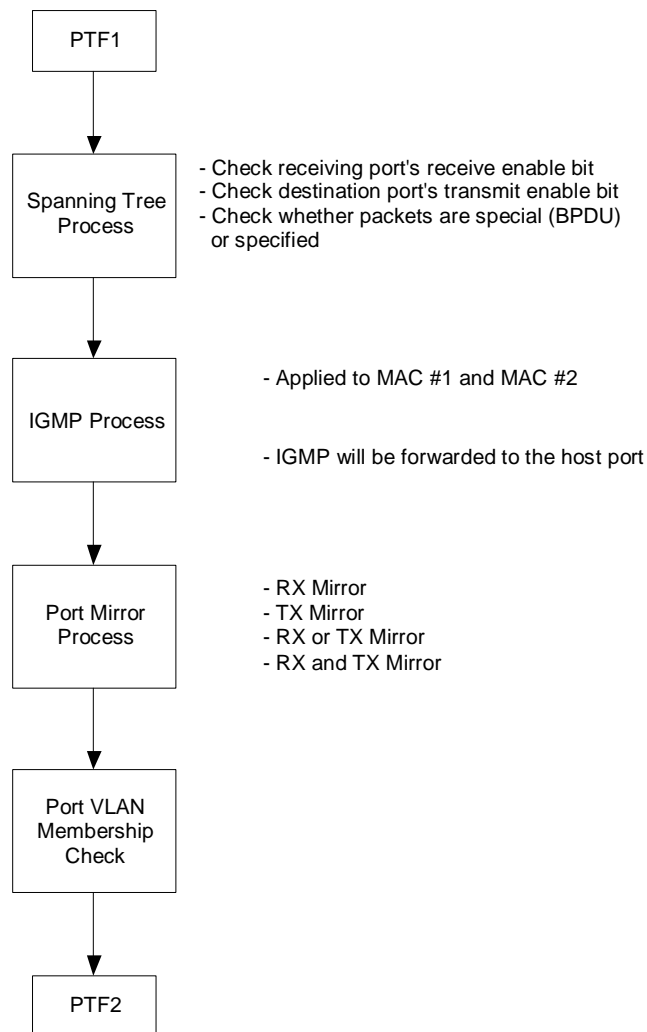 PTF1
Spanning Tree
Process
- Check receiving port's receive enable bit
- Check destination port's transmit enable bit
- Check whether packets are special (BPDU)
or specified
IGMP Process
- Applied to MAC #1 and MAC #2
- IGMP will be forwarded to the host port
Port Mirror
Process
- RX Mirror
- TX Mirror
- RX or TX Mirror
- RX and TX Mirror
Port VLAN
Membership
Check
PTF2